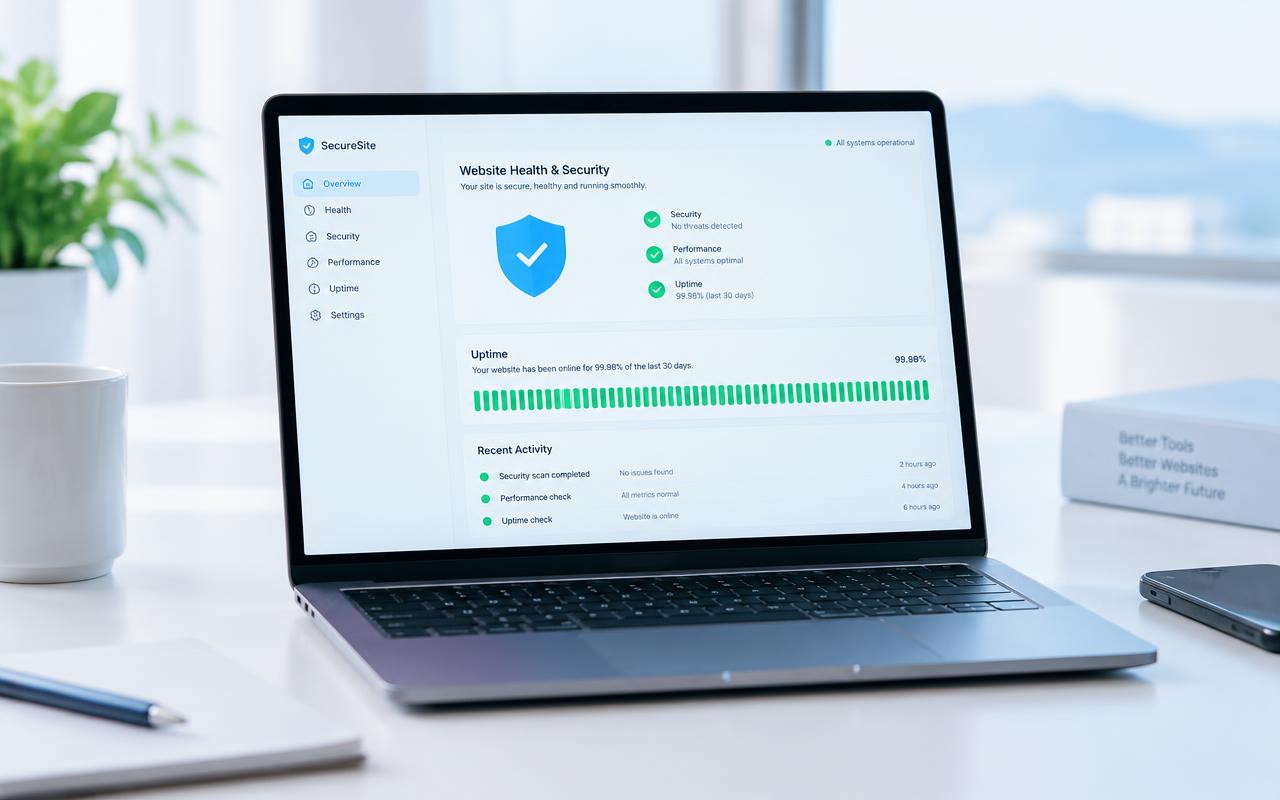 SecureSite
Overview
Health
Security
Performance
Uptime
Settings
All systems operational
Website Health & Security
Your site is secure, healthy and running smoothly.
Security
No threats detected
Performance
All systems optimal
Uptime
99.98% (last 30 days)
Uptime
Your website has been online for 99.98% of the last 30 days.
99.98%
Recent Activity
Security scan completed No issues found 2 hours ago
Performance check All metrics normal 4 hours ago
Uptime check Website is online 6 hours ago
Better Tools
Better Websites
A Brighter Future